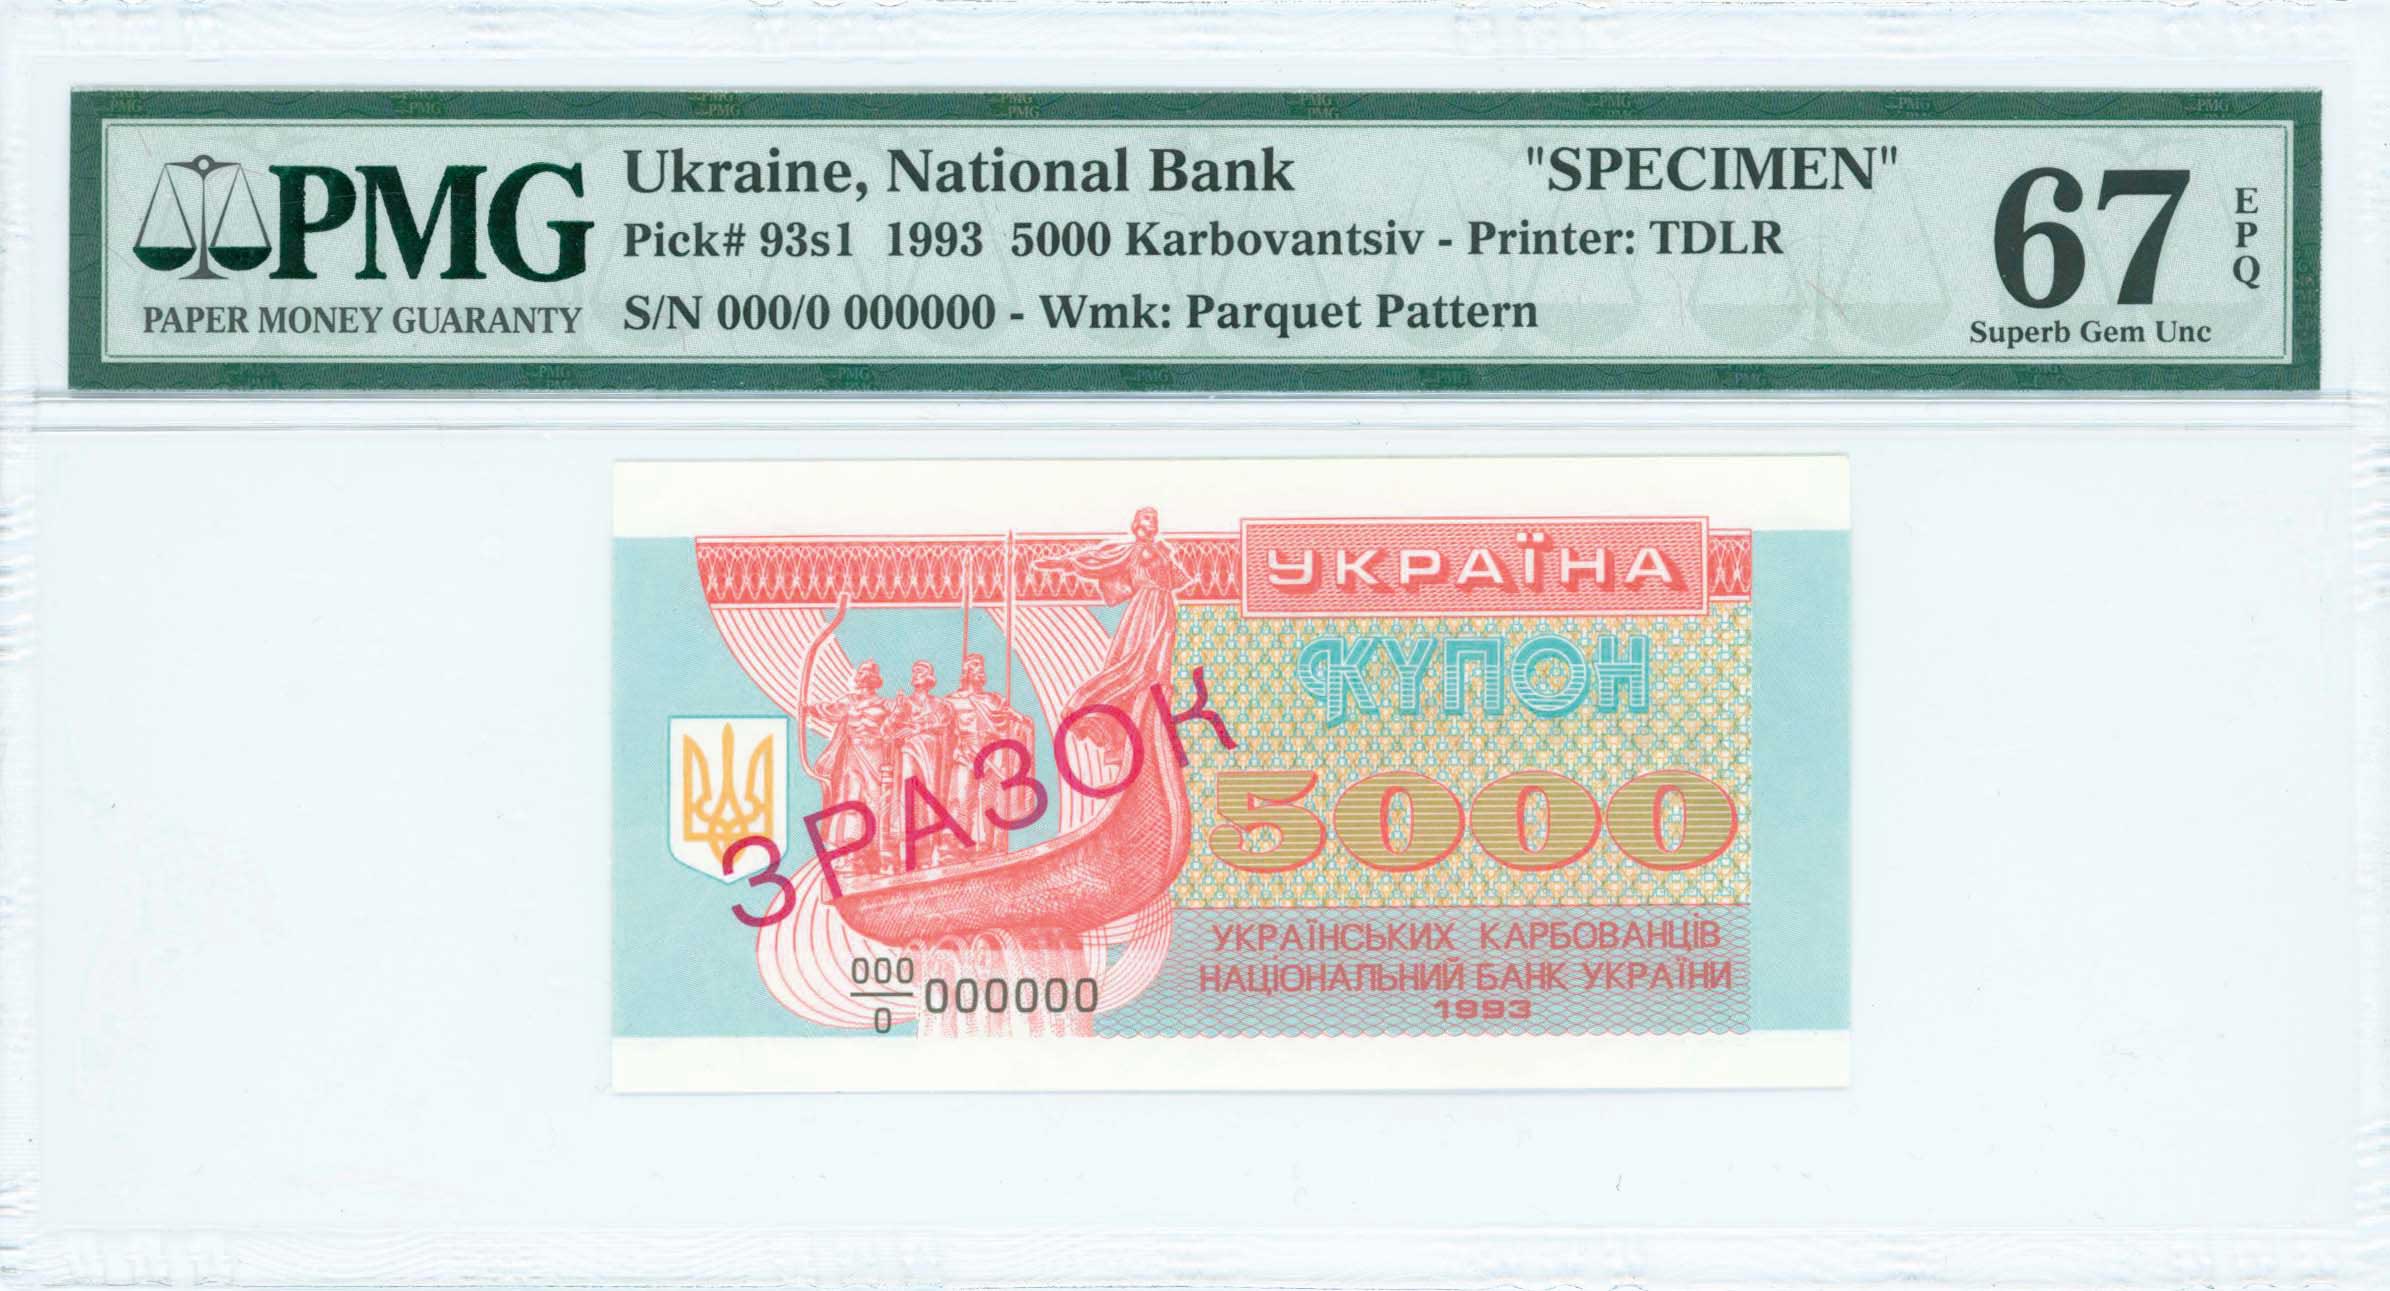 PMG
PAPER MONEY GUARANTY
Ukraine, National Bank "SPECIMEN"
Pick# 93s1 1993 5000 Karbovantsiv - Printer: TDLR
S/N 000/0 000000 - Wmk: Parquet Pattern
67
EPQ
Superb Gem Unc
УКРАЇНА
КУПОН
5000
ЗРАЗОК
УКРАЇНСЬКИХ КАРБОВАНЦІВ
НАЦІОНАЛЬНИЙ БАНК УКРАЇНИ
1993
000/0 000000